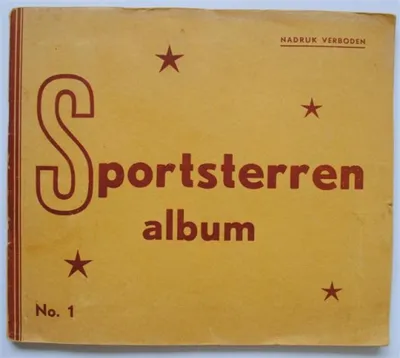 NADRUK VERBODEN
Sportsterren
album
No. 1